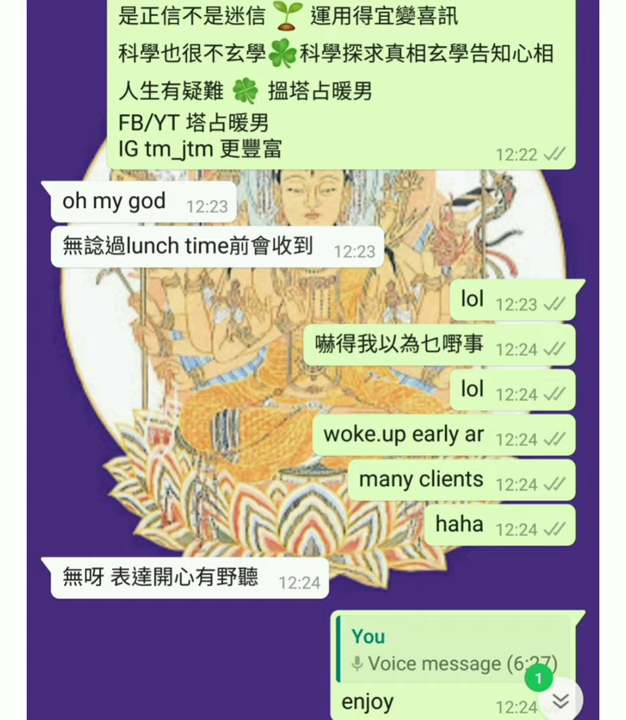 是正信不是迷信🌱運用得宜變喜訊
科學也很不玄學🍀科學探求真相玄學告知心相
人生有疑難 🍀 搵塔占暖男
FB/YT 塔占暖男
IG tm_jtm 更豐富
12:22
oh my god 12:23
無諗過lunch time前會收到 12:23
lol 12:23
嚇得我以為乜嘢事 12:24
lol 12:24
woke.up early ar 12:24
many clients 12:24
haha 12:24
無呀 表達開心有野聽 12:24
You
Voice message (6:27)
1
enjoy 12:24